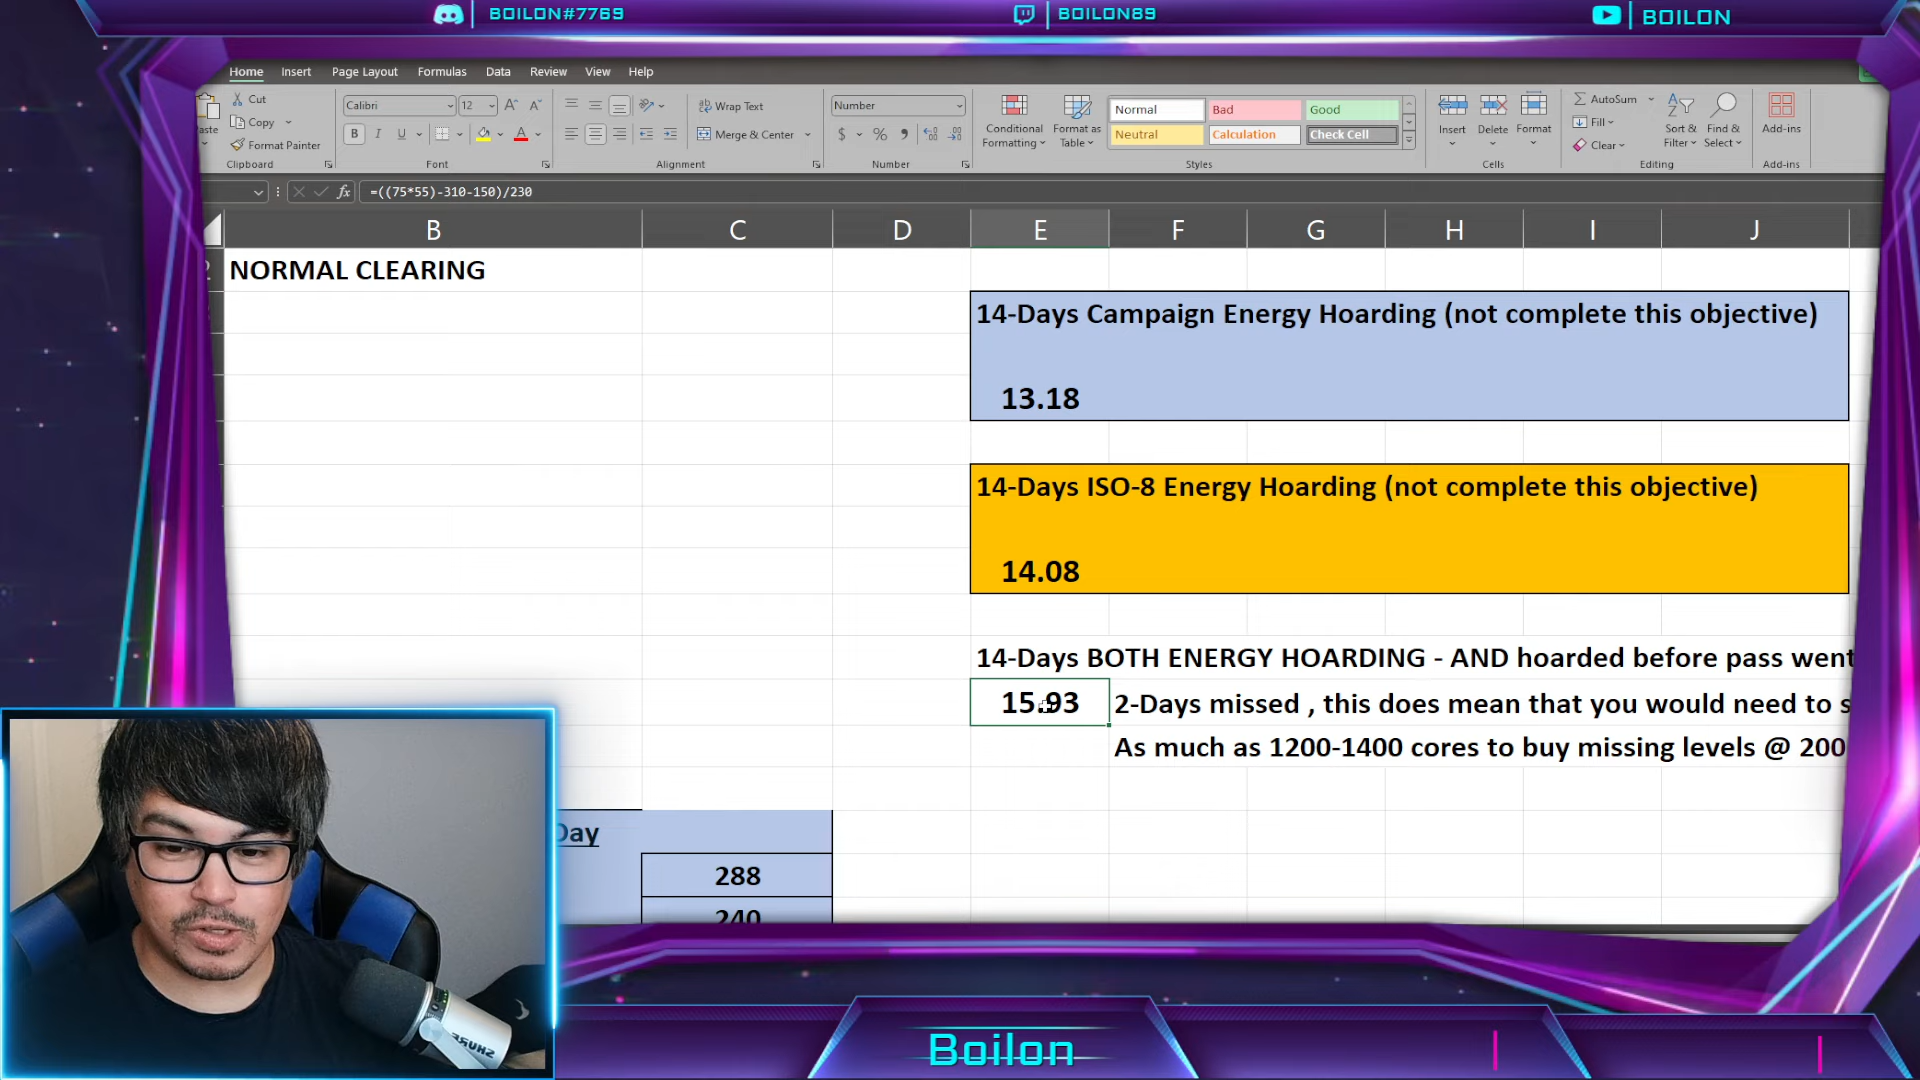 BOILON#7769
BOILON89
BOILON
Home Insert Page Layout Formulas Data Review View Help
Cut
Copy
Format Painter
Clipboard
Calibri 12
B I U
Font
Wrap Text
Merge & Center
Alignment
Number
$ %
Number
Conditional Formatting
Format as Table
Normal Bad Good
Neutral Calculation Check Cell
Styles
Insert Delete Format
Cells
AutoSum
Fill
Clear
Sort & Filter
Find & Select
Editing
Add-ins
Add-ins
fx =((75*55)-310-150)/230
B C D E F G H I J
NORMAL CLEARING
14-Days Campaign Energy Hoarding (not complete this objective)
13.18
14-Days ISO-8 Energy Hoarding (not complete this objective)
14.08
14-Days BOTH ENERGY HOARDING - AND hoarded before pass went
15.93 2-Days missed , this does mean that you would need to s
As much as 1200-1400 cores to buy missing levels @ 200
Day
288
240
SHURE
Boilon